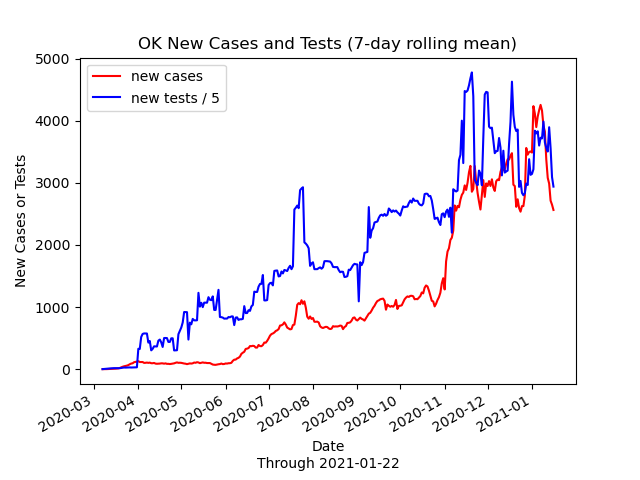 OK New Cases and Tests (7-day rolling mean)
new cases
new tests / 5
New Cases or Tests
5000
4000
3000
2000
1000
0
2020-03
2020-04
2020-05
2020-06
2020-07
2020-08
2020-09
2020-10
2020-11
2020-12
2021-01
Date
Through 2021-01-22